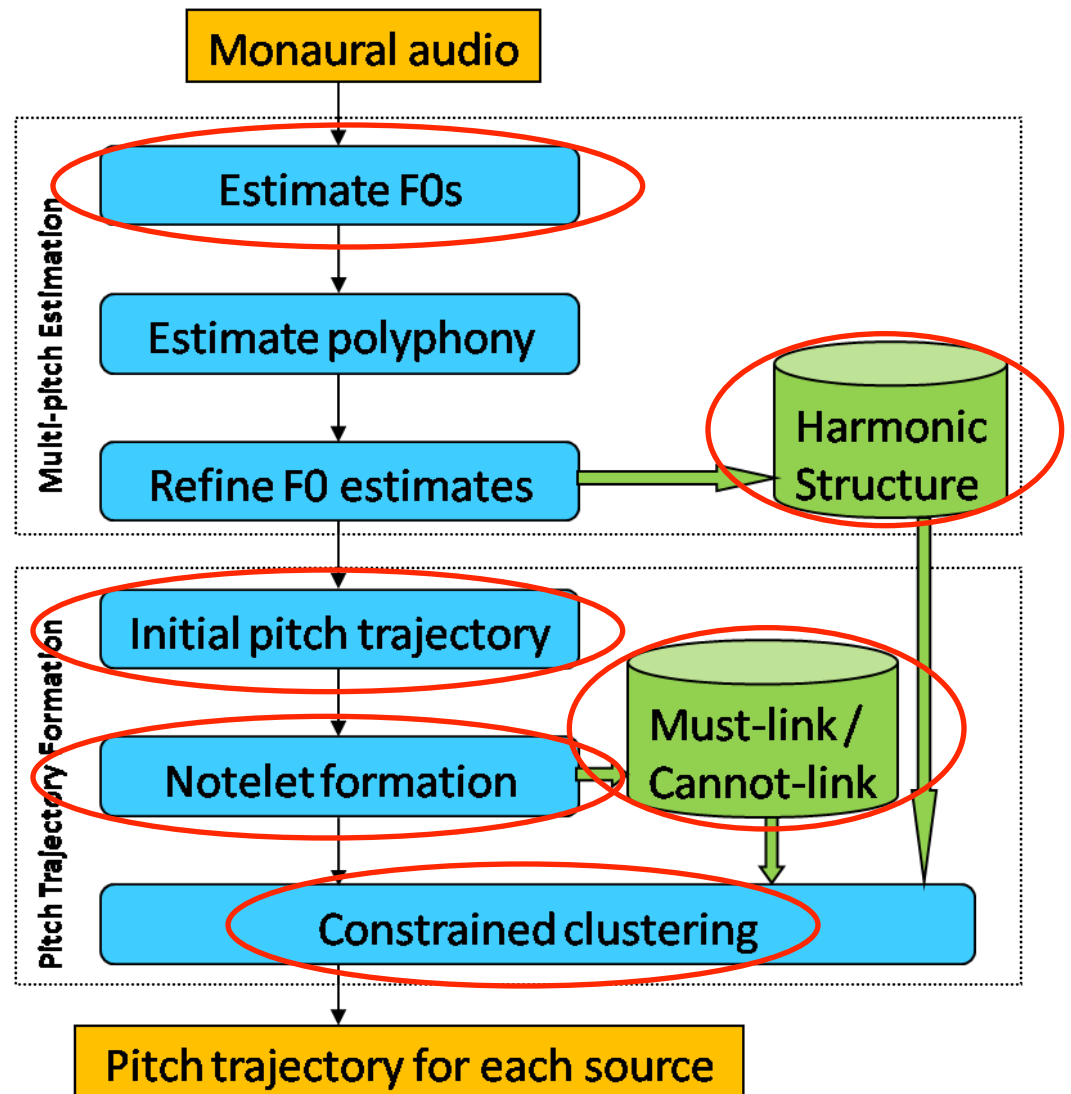 Monaural audio
Multi-pitch Estimation
Estimate F0s
Estimate polyphony
Refine F0 estimates
Harmonic
Structure
Pitch Trajectory Formation
Initial pitch trajectory
Notelet formation
Must-link /
Cannot-link
Constrained clustering
Pitch trajectory for each source